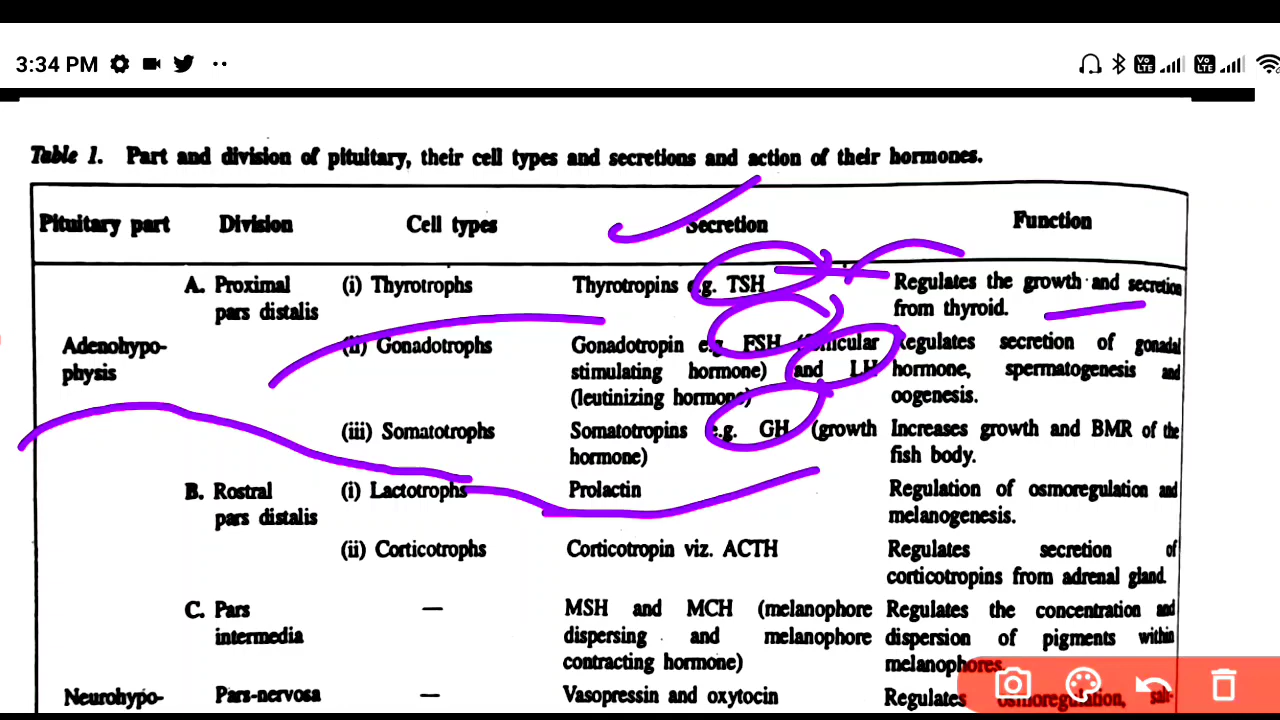 3:34 PM
Table 1. Part and division of pituitary, their cell types and secretions and action of their hormones.
Pituitary part Division Cell types Secretion Function
A. Proximal (i) Thyrotrophs Thyrotropins e.g. TSH Regulates the growth and secretion
pars distalis from thyroid.
Adenohypo- (ii) Gonadotrophs Gonadotropin e.g. FSH (follicular Regulates secretion of gonadal
physis stimulating hormone) and LH hormone, spermatogenesis and
(leutinizing hormone) oogenesis.
(iii) Somatotrophs Somatotropins e.g. GH (growth Increases growth and BMR of the
hormone) fish body.
B. Rostral (i) Lactotrophs Prolactin Regulation of osmoregulation and
pars distalis melanogenesis.
(ii) Corticotrophs Corticotropin viz. ACTH Regulates secretion of
corticotropins from adrenal gland.
C. Pars — MSH and MCH (melanophore Regulates the concentration and
intermedia dispersing and melanophore dispersion of pigments within
contracting hormone) melanophores.
Neurohypo- Pars-nervosa — Vasopressin and oxytocin Regulates osmoregulation, salt-